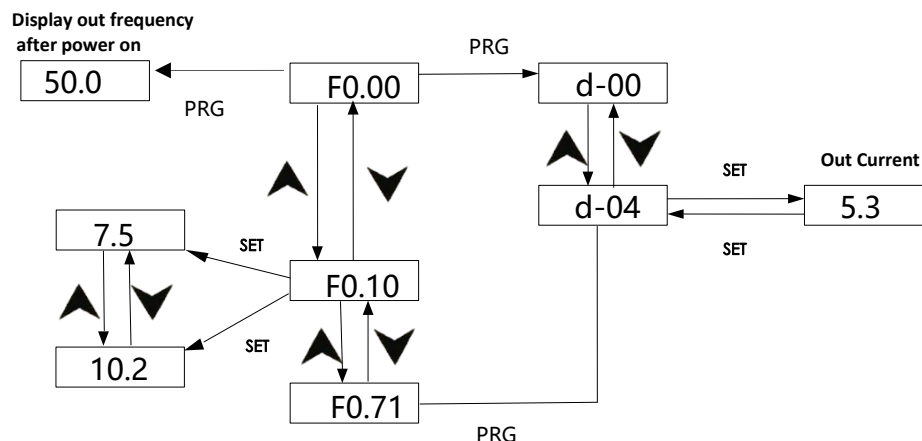 Display out frequency
after power on
50.0
PRG
F0.00
PRG
d-00
SET
Out Current
d-04
5.3
SET
7.5
SET
F0.10
SET
10.2
F0.71
PRG